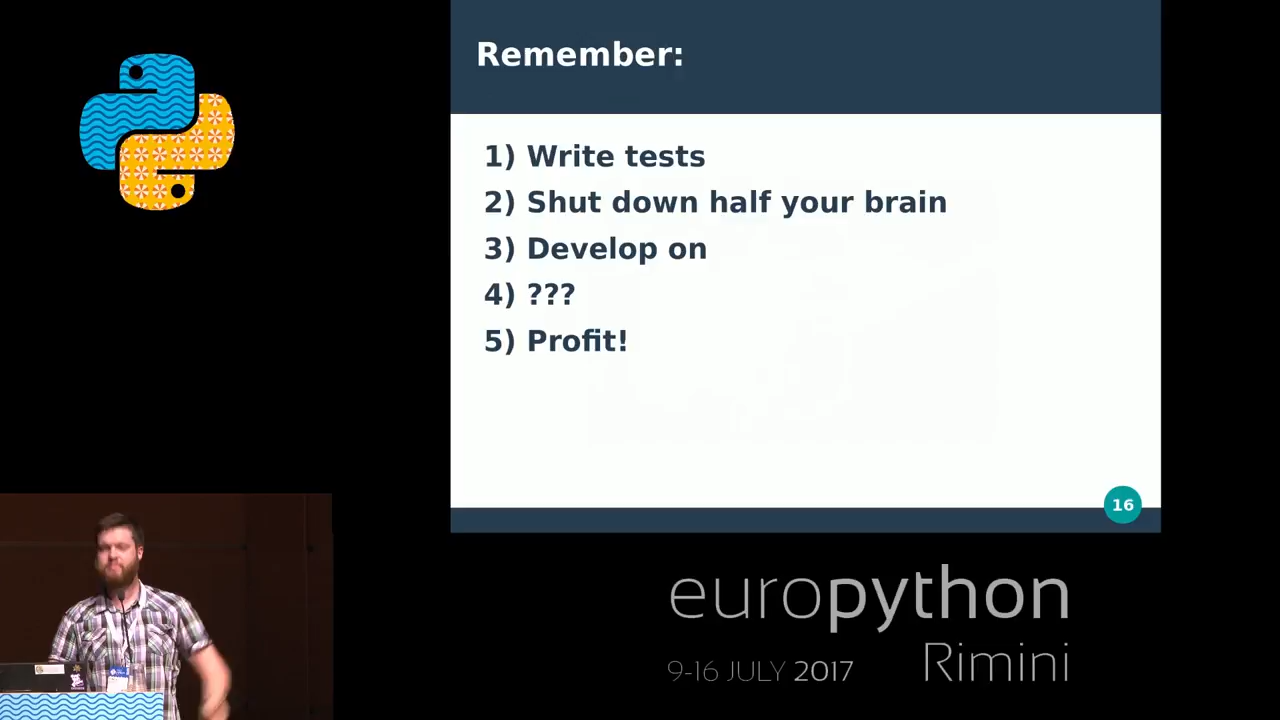 Remember:
1) Write tests
2) Shut down half your brain
3) Develop on
4) ???
5) Profit!
16
europython
Rimini
9-16 JULY 2017